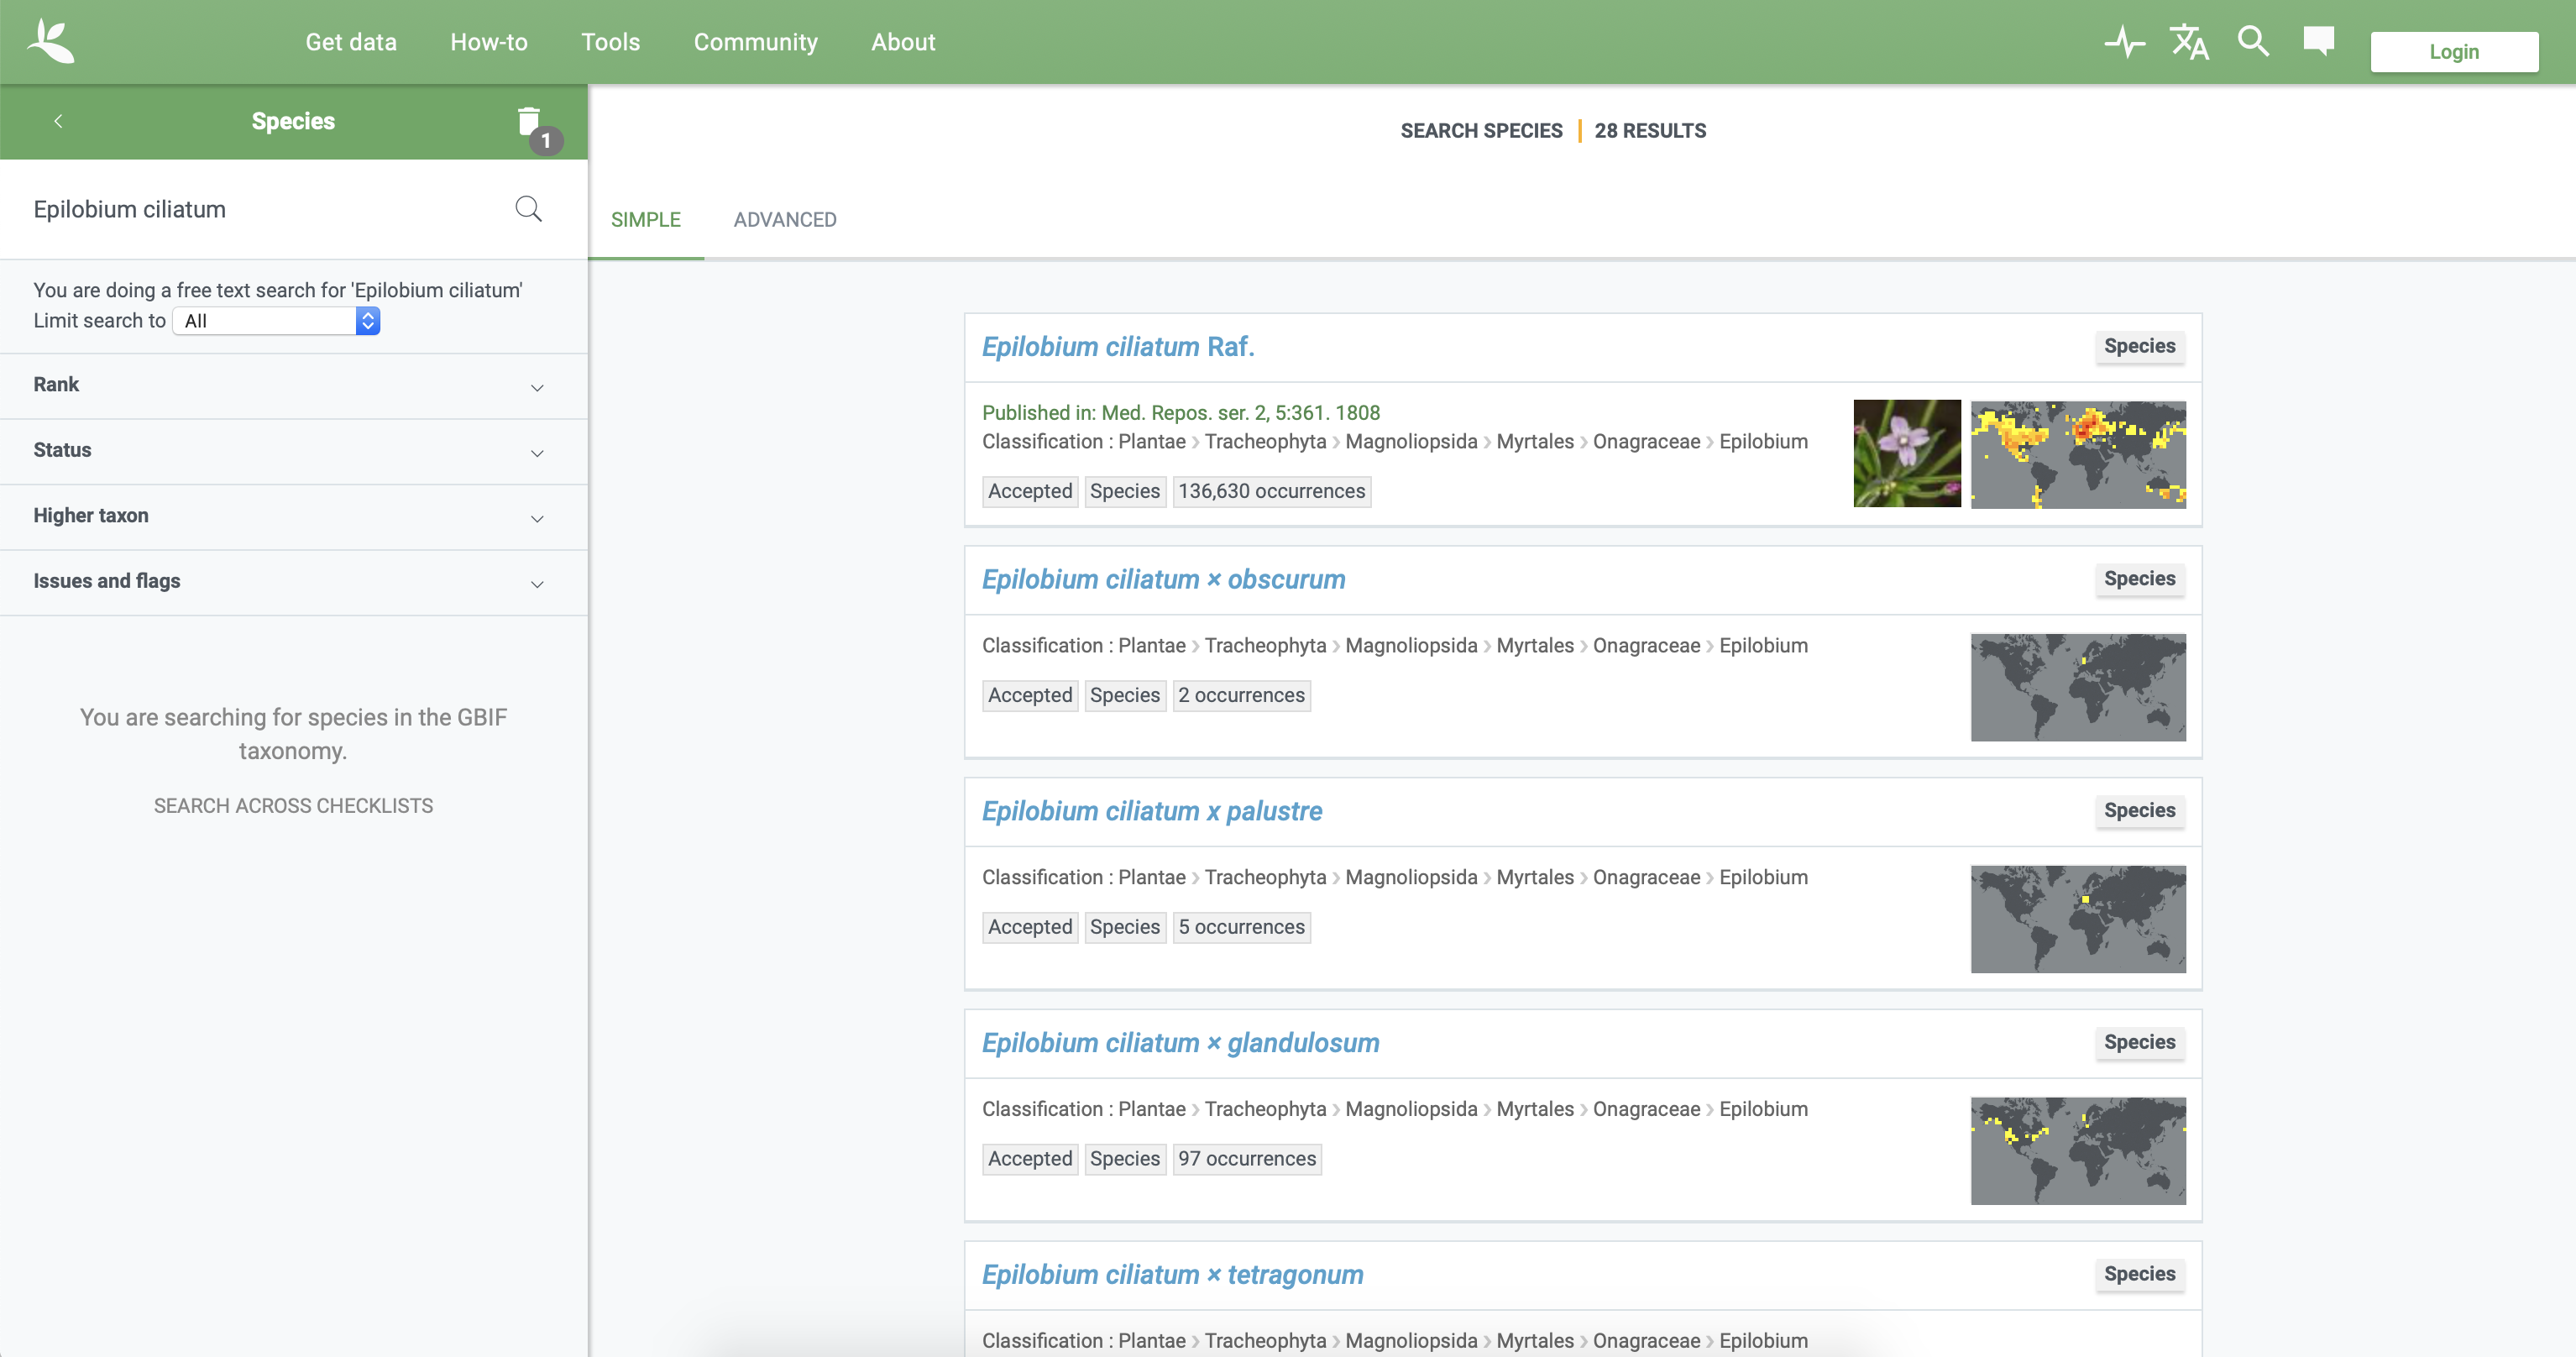 Get data
How-to
Tools
Community
About
Login
Species
1
Epilobium ciliatum
You are doing a free text search for 'Epilobium ciliatum'
Limit search to All
Rank
Status
Higher taxon
Issues and flags
You are searching for species in the GBIF
taxonomy.
SEARCH ACROSS CHECKLISTS
SEARCH SPECIES | 28 RESULTS
SIMPLE
ADVANCED
Epilobium ciliatum Raf.
Species
Published in: Med. Repos. ser. 2, 5:361. 1808
Classification : Plantae › Tracheophyta › Magnoliopsida › Myrtales › Onagraceae › Epilobium
Accepted Species 136,630 occurrences
Epilobium ciliatum × obscurum
Species
Classification : Plantae › Tracheophyta › Magnoliopsida › Myrtales › Onagraceae › Epilobium
Accepted Species 2 occurrences
Epilobium ciliatum x palustre
Species
Classification : Plantae › Tracheophyta › Magnoliopsida › Myrtales › Onagraceae › Epilobium
Accepted Species 5 occurrences
Epilobium ciliatum × glandulosum
Species
Classification : Plantae › Tracheophyta › Magnoliopsida › Myrtales › Onagraceae › Epilobium
Accepted Species 97 occurrences
Epilobium ciliatum × tetragonum
Species
Classification : Plantae › Tracheophyta › Magnoliopsida › Myrtales › Onagraceae › Epilobium